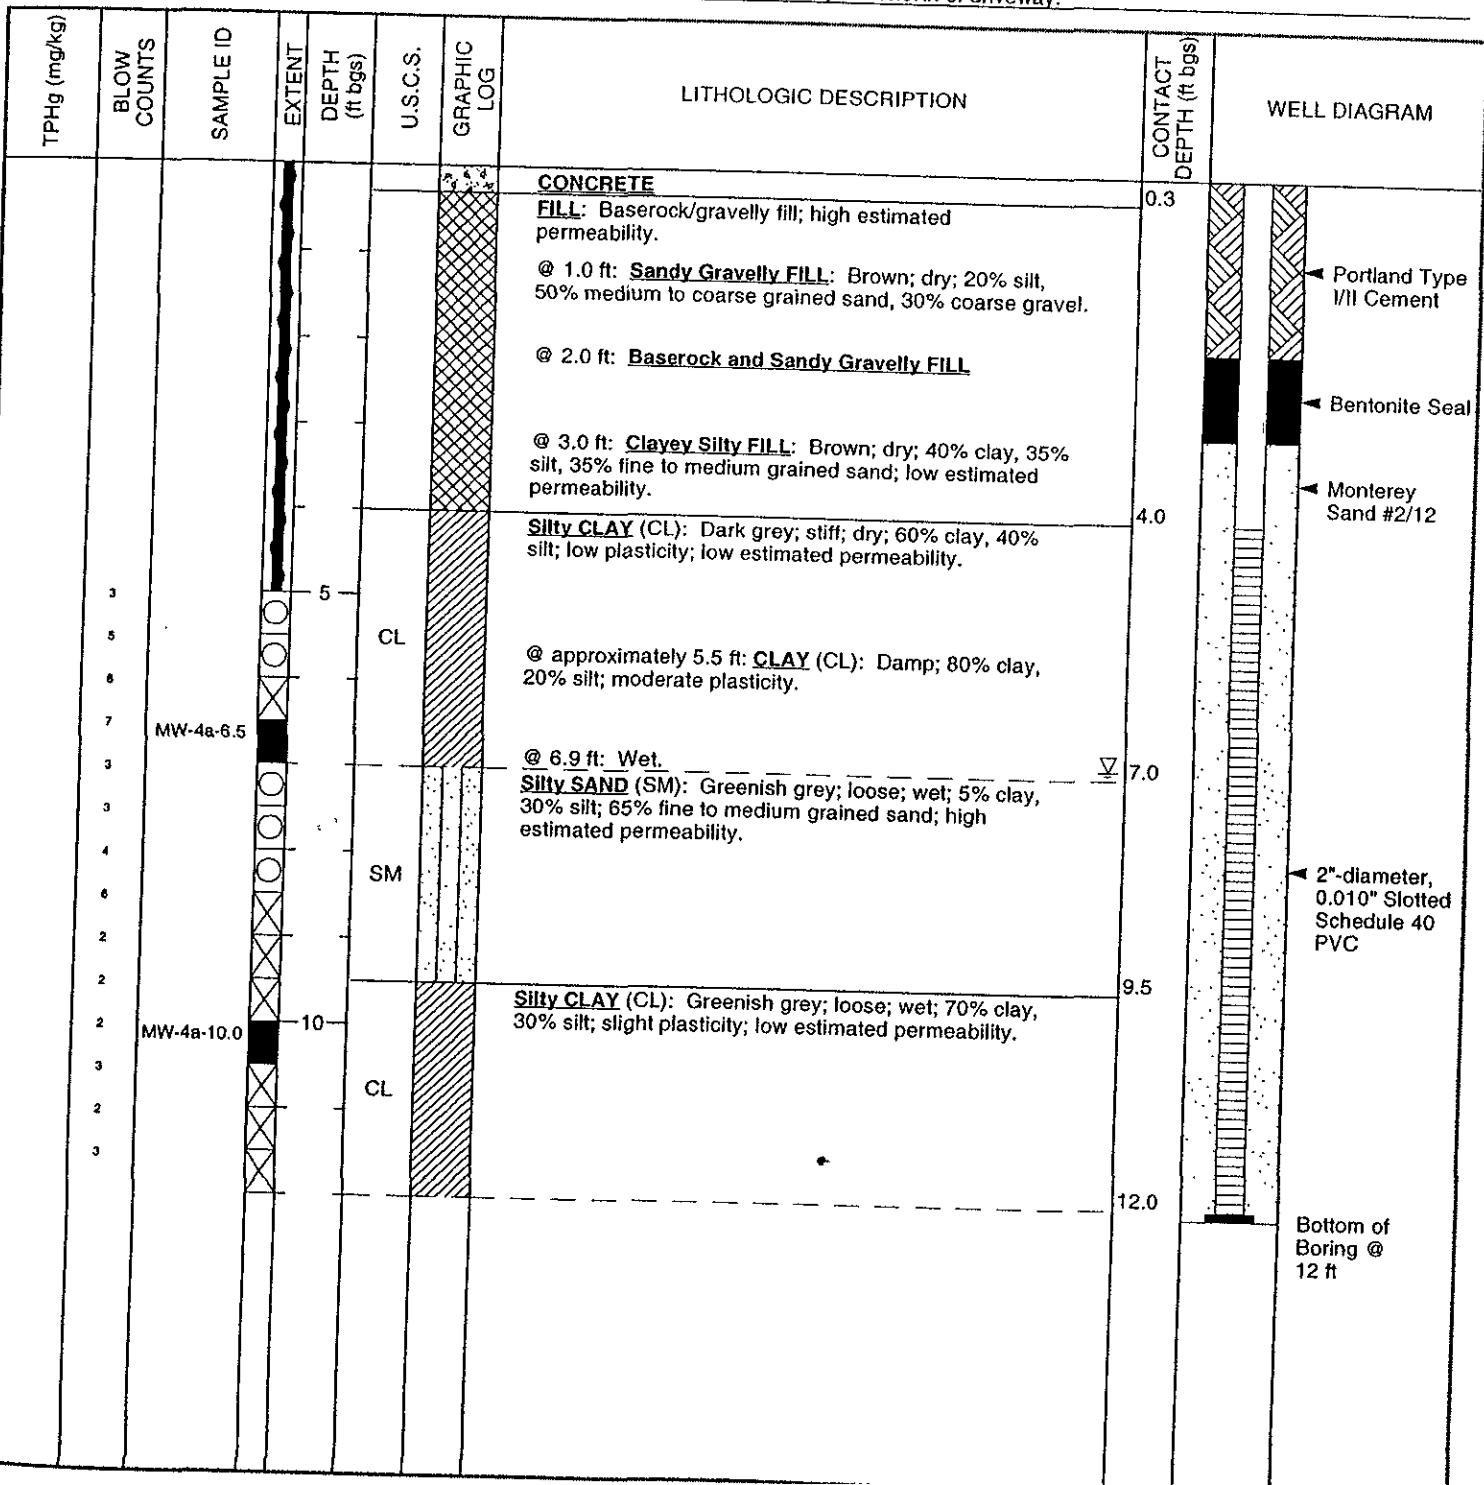 TPHg (mg/kg)
BLOW
COUNTS
SAMPLE ID
EXTENT
DEPTH
(ft bgs)
U.S.C.S.
GRAPHIC
LOG
LITHOLOGIC DESCRIPTION
CONTACT
DEPTH (ft bgs)
WELL DIAGRAM
CONCRETE
0.3
FILL: Baserock/gravelly fill; high estimated
permeability.
@ 1.0 ft: Sandy Gravelly FILL: Brown; dry; 20% silt,
50% medium to coarse grained sand, 30% coarse gravel.
Portland Type
I/II Cement
@ 2.0 ft: Baserock and Sandy Gravelly FILL
Bentonite Seal
@ 3.0 ft: Clayey Silty FILL: Brown; dry; 40% clay, 35%
silt, 35% fine to medium grained sand; low estimated
permeability.
Monterey
Sand #2/12
4.0
Silty CLAY (CL): Dark grey; stiff; dry; 60% clay, 40%
silt; low plasticity; low estimated permeability.
3
5
5
CL
@ approximately 5.5 ft: CLAY (CL): Damp; 80% clay,
20% silt; moderate plasticity.
6
7
MW-4a-6.5
3
@ 6.9 ft: Wet.
7.0
Silty SAND (SM): Greenish grey; loose; wet; 5% clay,
30% silt; 65% fine to medium grained sand; high
estimated permeability.
3
4
SM
6
2"-diameter,
0.010" Slotted
Schedule 40
PVC
2
2
9.5
Silty CLAY (CL): Greenish grey; loose; wet; 70% clay,
30% silt; slight plasticity; low estimated permeability.
2
MW-4a-10.0
10
3
CL
2
3
12.0
Bottom of
Boring @
12 ft